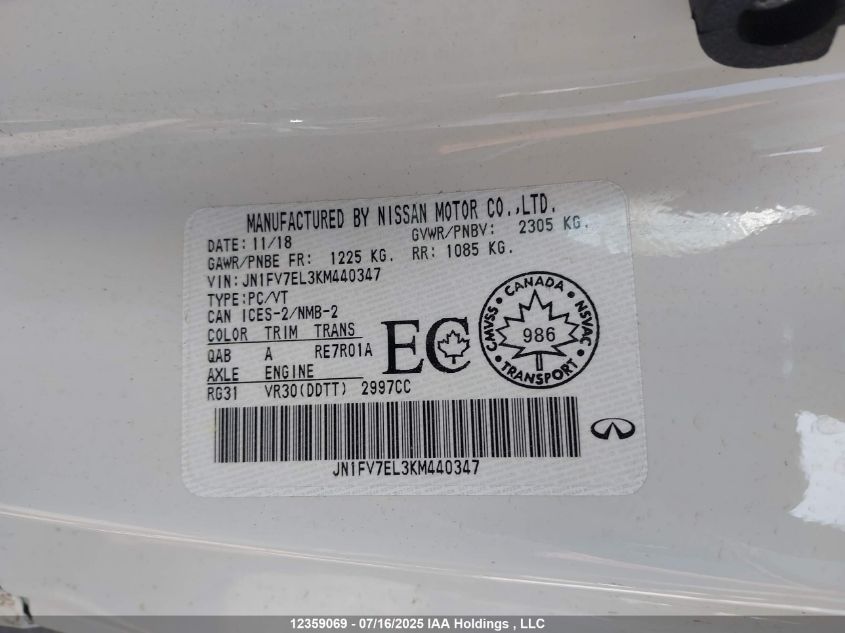 MANUFACTURED BY NISSAN MOTOR CO.,LTD.
DATE: 11/18 GVWR/PNBV: 2305 KG.
GAWR/PNBE FR: 1225 KG. RR: 1085 KG.
VIN: JN1FV7EL3KM440347
TYPE:PC/VT
CAN ICES-2/NMB-2
COLOR TRIM TRANS
QAB A RE7R01A
AXLE ENGINE
RG31 VR30(DDTT) 2997CC
EC
CANADA
CMVSS NSVAC
986
TRANSPORT
JN1FV7EL3KM440347
12359069 - 07/16/2025 IAA Holdings , LLC